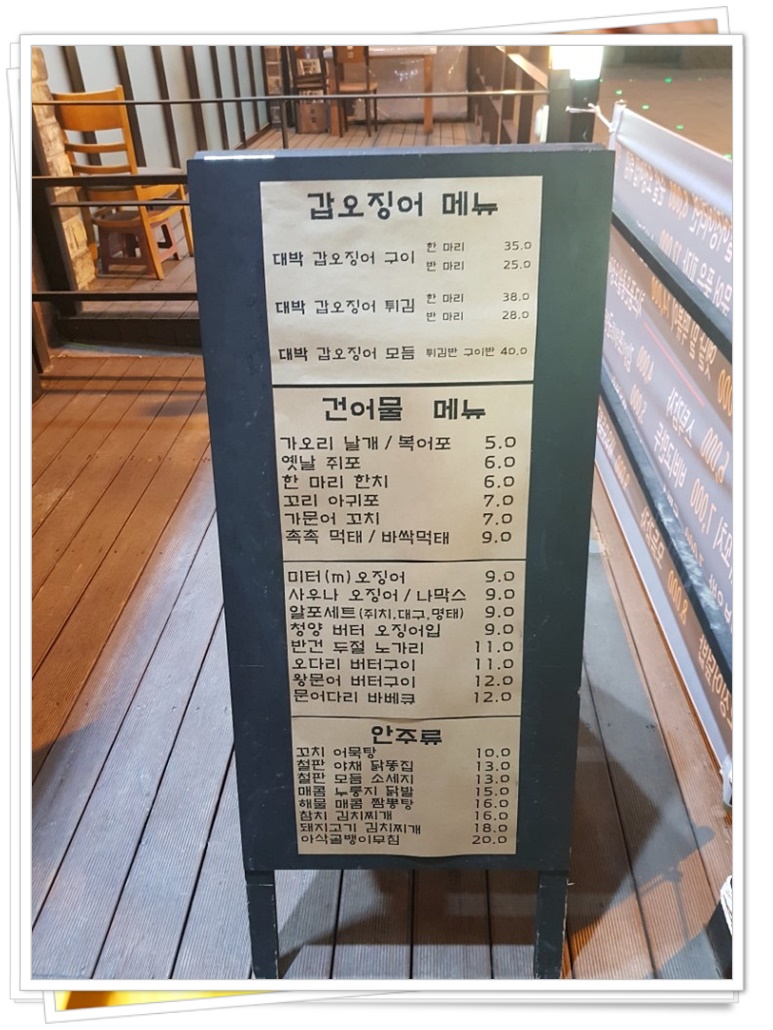 갑오징어 메뉴
대박 갑오징어 구이 한 마리 35.0
반 마리 25.0
대박 갑오징어 튀김 한 마리 38.0
반 마리 28.0
대박 갑오징어 모듬 튀김반 구이반 40.0
건어물 메뉴
가오리 날개 / 복어포 5.0
옛날 쥐포 6.0
한 마리 한치 6.0
꼬리 아귀포 7.0
가문어 꼬치 7.0
촉촉 먹태 / 바싹먹태 9.0
미터(m) 오징어 9.0
사우나 오징어 / 나막스 9.0
알포세트(쥐치,대구,명태) 9.0
청양 버터 오징어입 9.0
반건 두절 노가리 11.0
오다리 버터구이 11.0
왕문어 버터구이 12.0
문어다리 바베큐 12.0
안주류
꼬치 어묵탕 10.0
철판 야채 닭똥집 13.0
철판 모듬 소세지 13.0
매콤 누룽지 닭발 15.0
해물 매콤 짬뽕탕 16.0
참치 김치찌개 16.0
돼지고기 김치찌개 18.0
아삭골뱅이무침 20.0